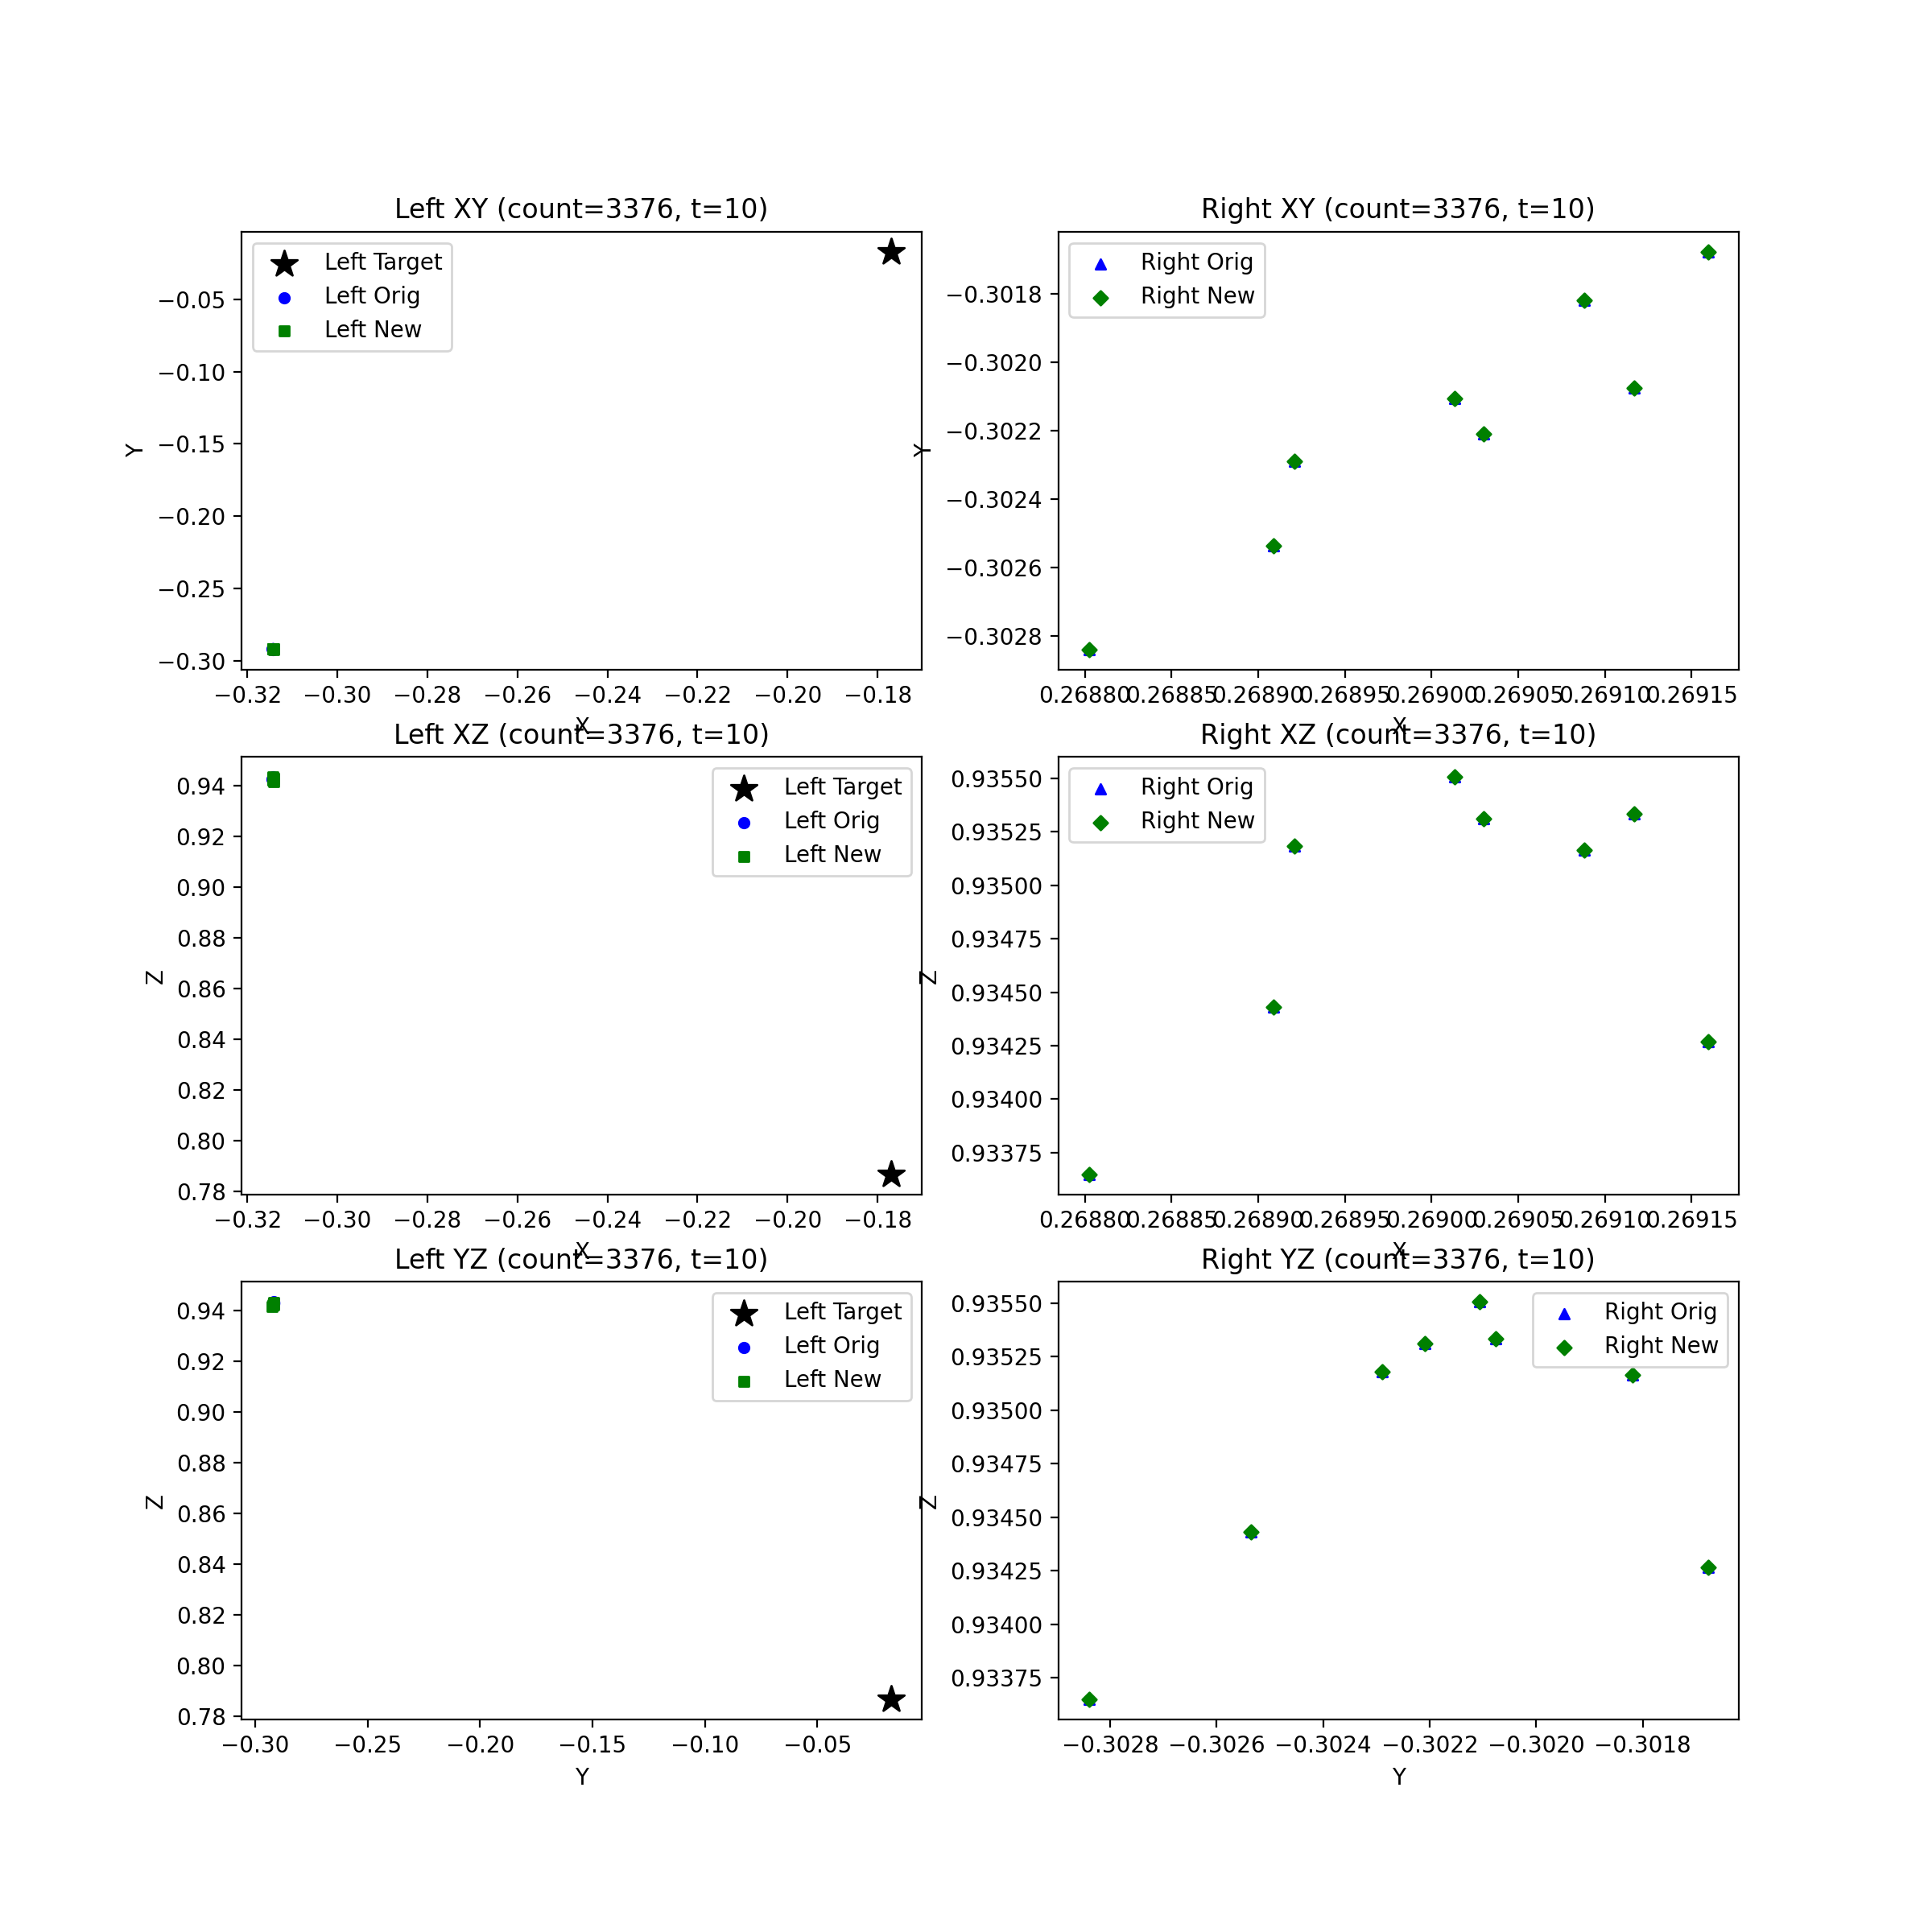 Left XY (count=3376, t=10)
Left Target
Left Orig
Left New
−0.05
−0.10
−0.15
−0.20
−0.25
−0.30
Y
−0.32 −0.30 −0.28 −0.26 −0.24 −0.22 −0.20 −0.18
X
Right XY (count=3376, t=10)
Right Orig
Right New
−0.3018
−0.3020
−0.3022
−0.3024
−0.3026
−0.3028
Y
0.26880 0.26885 0.26890 0.26895 0.26900 0.26905 0.26910 0.26915
X
Left XZ (count=3376, t=10)
Left Target
Left Orig
Left New
0.94
0.92
0.90
0.88
0.86
0.84
0.82
0.80
0.78
Z
−0.32 −0.30 −0.28 −0.26 −0.24 −0.22 −0.20 −0.18
X
Right XZ (count=3376, t=10)
Right Orig
Right New
0.93550
0.93525
0.93500
0.93475
0.93450
0.93425
0.93400
0.93375
Z
0.26880 0.26885 0.26890 0.26895 0.26900 0.26905 0.26910 0.26915
X
Left YZ (count=3376, t=10)
Left Target
Left Orig
Left New
0.94
0.92
0.90
0.88
0.86
0.84
0.82
0.80
0.78
Z
−0.30 −0.25 −0.20 −0.15 −0.10 −0.05
Y
Right YZ (count=3376, t=10)
Right Orig
Right New
0.93550
0.93525
0.93500
0.93475
0.93450
0.93425
0.93400
0.93375
Z
−0.3028 −0.3026 −0.3024 −0.3022 −0.3020 −0.3018
Y